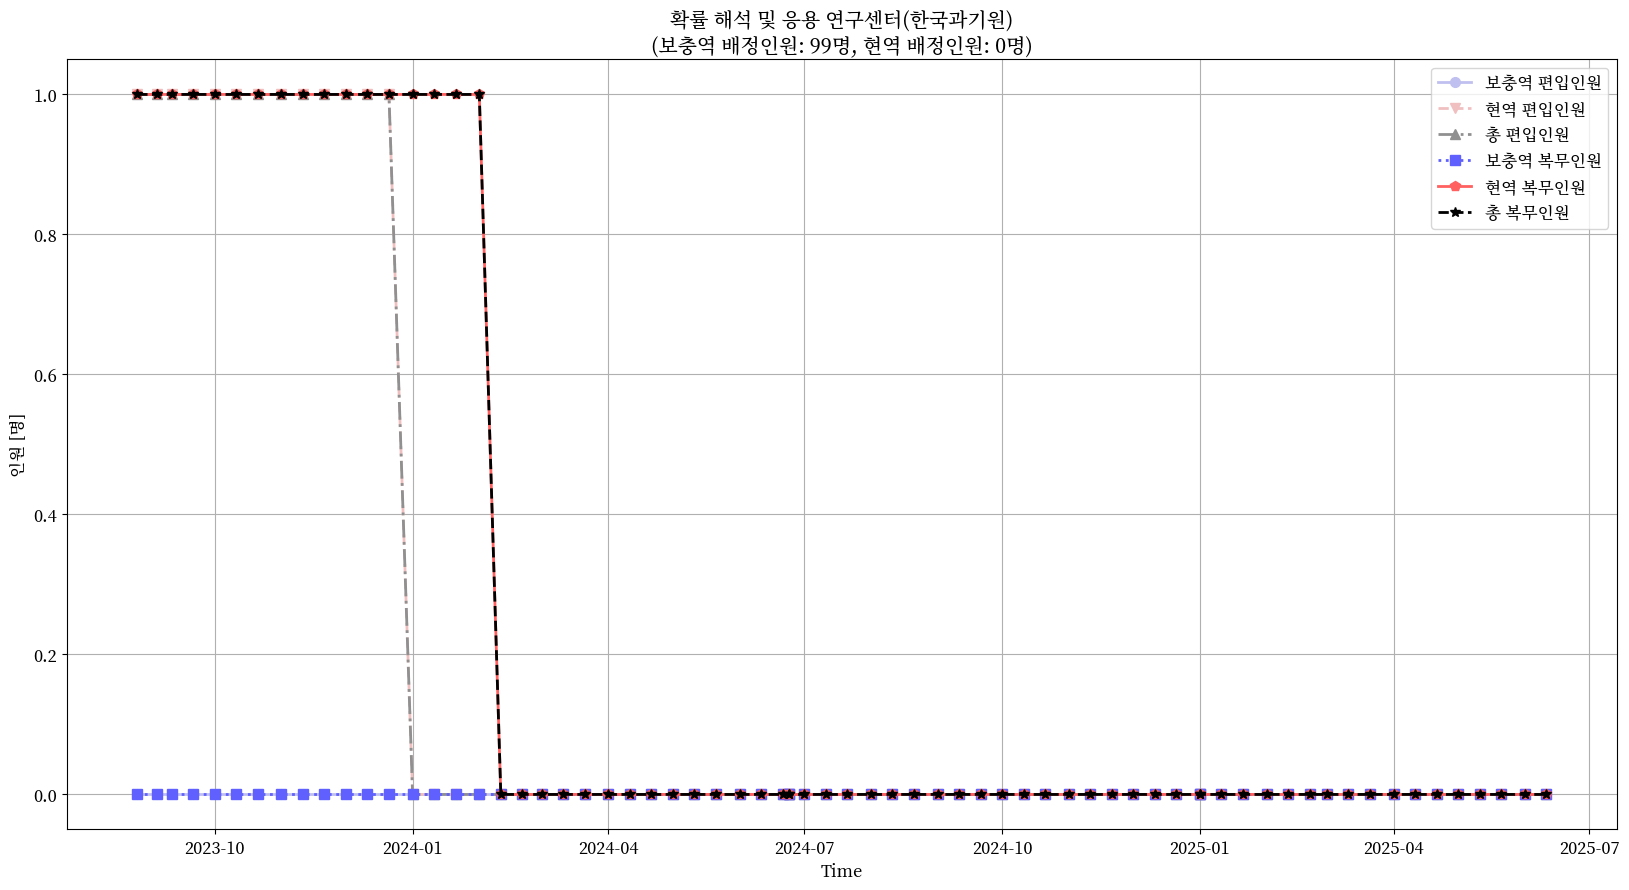 확률 해석 및 응용 연구센터(한국과기원)
(보충역 배정인원: 99명, 현역 배정인원: 0명)
보충역 편입인원
현역 편입인원
총 편입인원
보충역 복무인원
현역 복무인원
총 복무인원
1.0
0.8
0.6
0.4
0.2
0.0
인원 [명]
2023-10
2024-01
2024-04
2024-07
2024-10
2025-01
2025-04
2025-07
Time